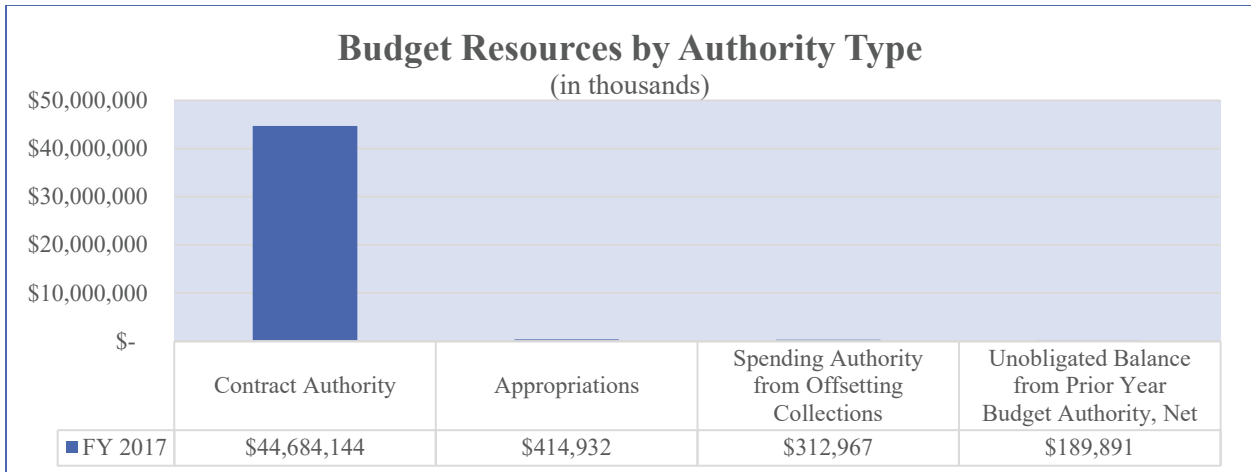 Budget Resources by Authority Type
(in thousands)
$50,000,000
$40,000,000
$30,000,000
$20,000,000
$10,000,000
$-
Contract Authority
Appropriations
Spending Authority
from Offsetting
Collections
Unobligated Balance
from Prior Year
Budget Authority, Net
FY 2017 $44,684,144 $414,932 $312,967 $189,891